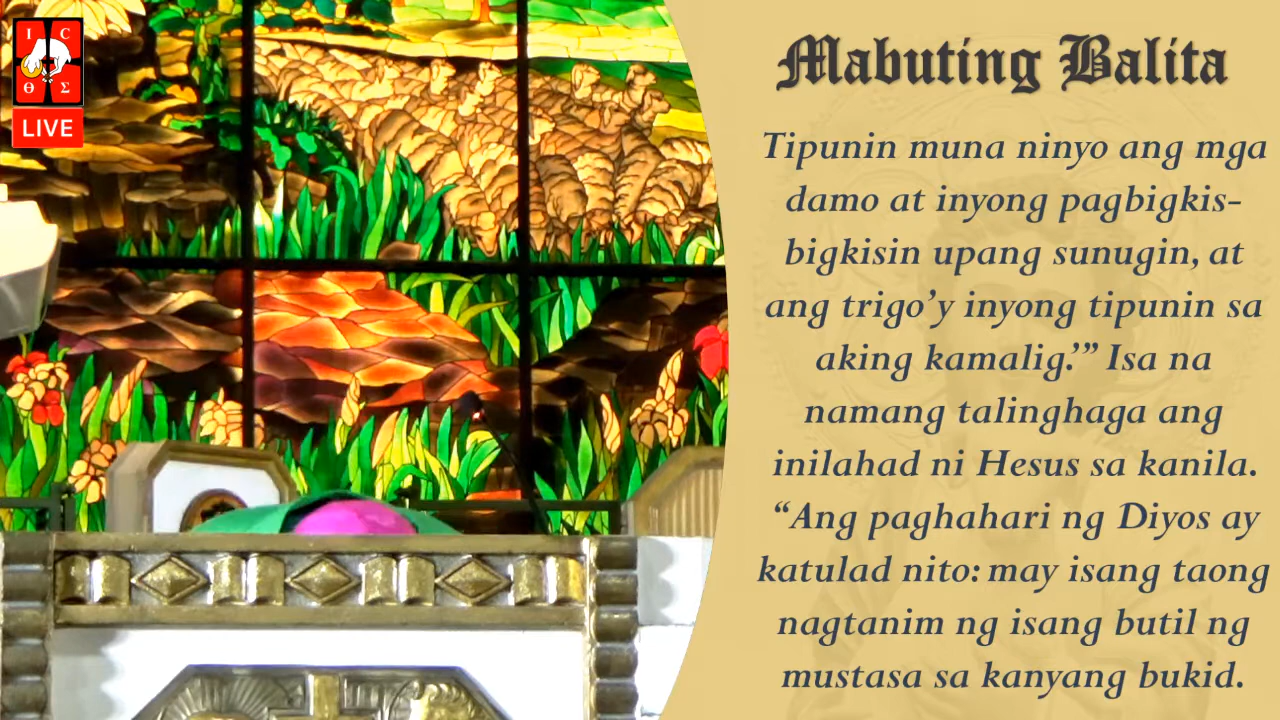 I C
Θ Σ
LIVE
Mabuting Balita
Tipunin muna ninyo ang mga
damo at inyong pagbigkis-
bigkisin upang sunugin, at
ang trigo’y inyong tipunin sa
aking kamalig.’” Isa na
namang talinghaga ang
inilahad ni Hesus sa kanila.
“Ang paghahari ng Diyos ay
katulad nito: may isang taong
nagtanim ng isang butil ng
mustasa sa kanyang bukid.